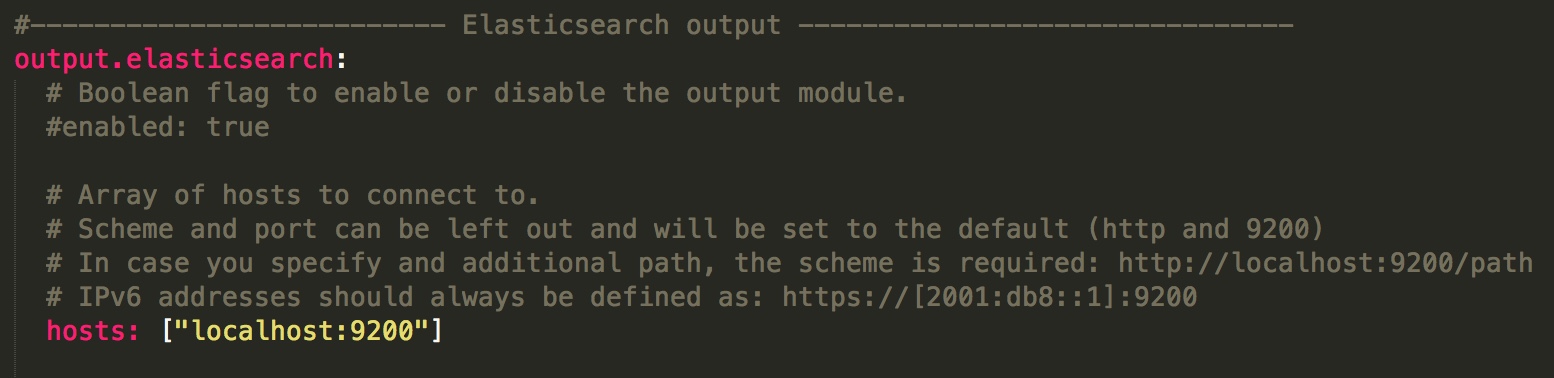 #-------------------------- Elasticsearch output -------------------------------
output.elasticsearch:
# Boolean flag to enable or disable the output module.
#enabled: true
# Array of hosts to connect to.
# Scheme and port can be left out and will be set to the default (http and 9200)
# In case you specify and additional path, the scheme is required: http://localhost:9200/path
# IPv6 addresses should always be defined as: https://[2001:db8::1]:9200
hosts: ["localhost:9200"]